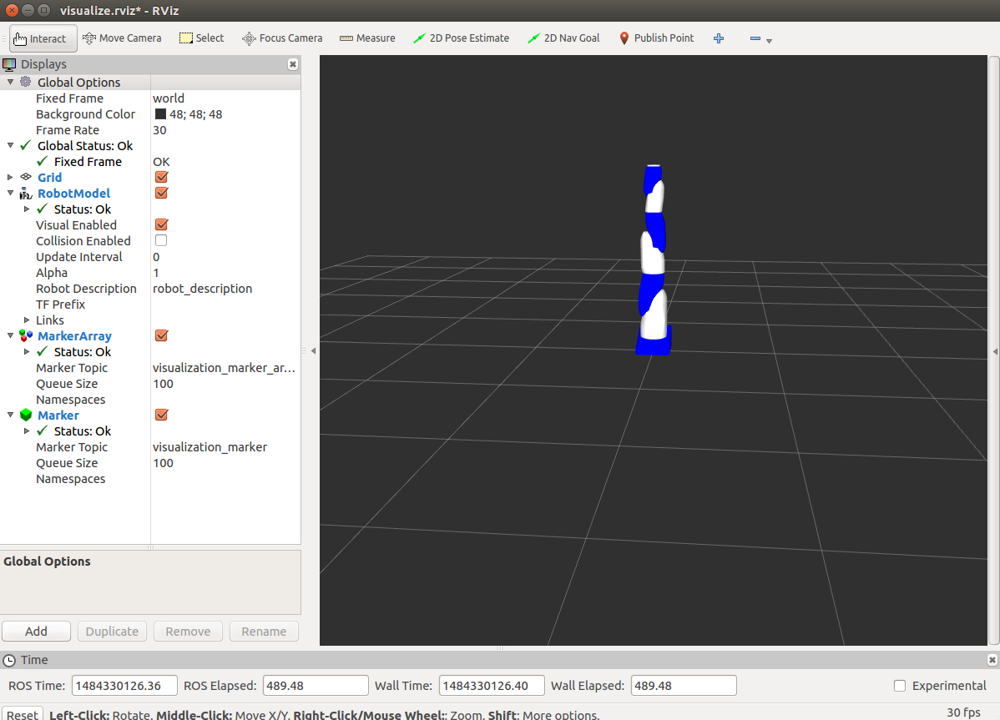 visualize.rviz* - RViz
Interact Move Camera Select Focus Camera Measure 2D Pose Estimate 2D Nav Goal Publish Point
Displays
Global Options
Fixed Frame world
Background Color 48; 48; 48
Frame Rate 30
Global Status: Ok
Fixed Frame OK
Grid
RobotModel
Status: Ok
Visual Enabled
Collision Enabled
Update Interval 0
Alpha 1
Robot Description robot_description
TF Prefix
Links
MarkerArray
Status: Ok
Marker Topic visualization_marker_ar...
Queue Size 100
Namespaces
Marker
Status: Ok
Marker Topic visualization_marker
Queue Size 100
Namespaces
Global Options
Add Duplicate Remove Rename
Time
ROS Time: 1484330126.36 ROS Elapsed: 489.48 Wall Time: 1484330126.40 Wall Elapsed: 489.48 Experimental
Reset Left-Click: Rotate. Middle-Click: Move X/Y. Right-Click/Mouse Wheel:: Zoom. Shift: More options. 30 fps